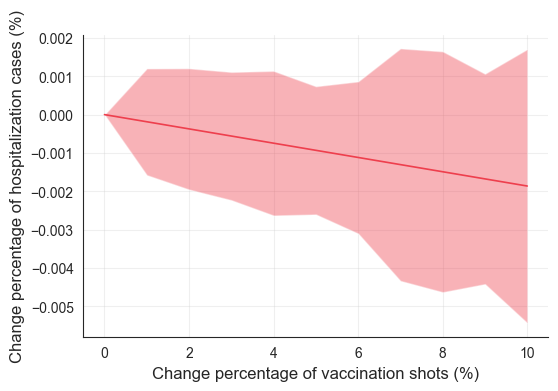 Change percentage of hospitalization cases (%)
0.002
0.001
0.000
−0.001
−0.002
−0.003
−0.004
−0.005
0 2 4 6 8 10
Change percentage of vaccination shots (%)